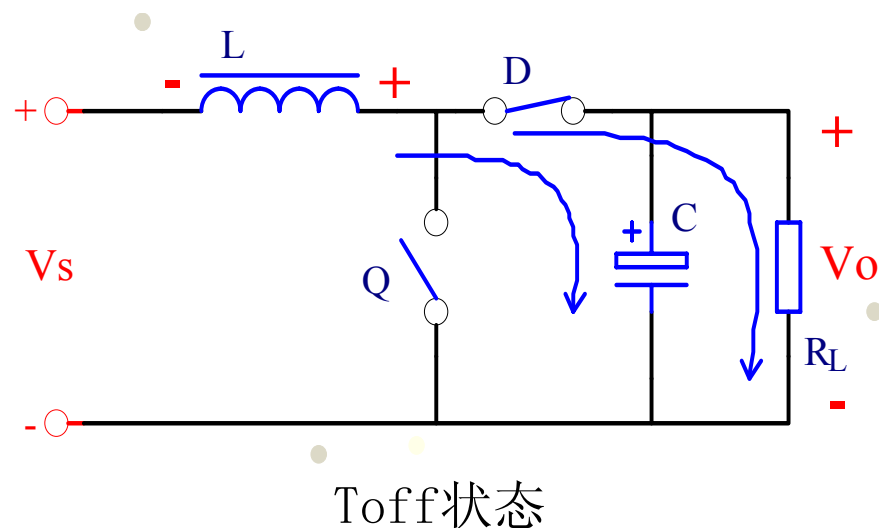 L
D
- +
+
+
C
+
Vs
Q
Vo
RL
-
-
Toff状态